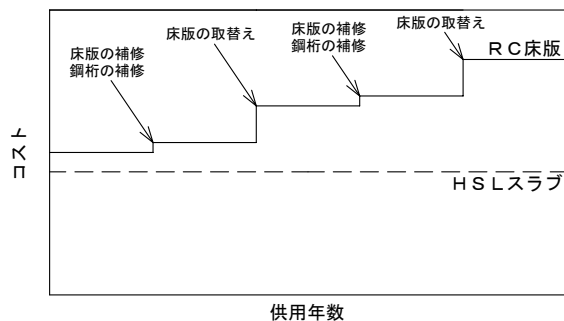 床版の補修
鋼桁の補修
床版の取替え
床版の補修
鋼桁の補修
床版の取替え
ＲＣ床版
コスト
ＨＳＬスラブ
供用年数